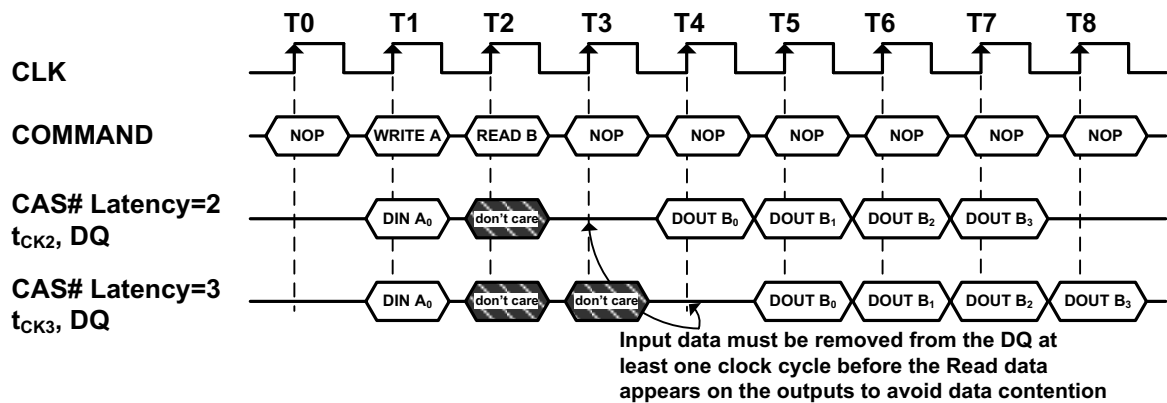 T0 T1 T2 T3 T4 T5 T6 T7 T8
CLK
COMMAND NOP WRITE A READ B NOP NOP NOP NOP NOP NOP
CAS# Latency=2
tCK2, DQ DIN A0 don't care DOUT B0 DOUT B1 DOUT B2 DOUT B3
CAS# Latency=3
tCK3, DQ DIN A0 don't care don't care DOUT B0 DOUT B1 DOUT B2 DOUT B3
Input data must be removed from the DQ at
least one clock cycle before the Read data
appears on the outputs to avoid data contention